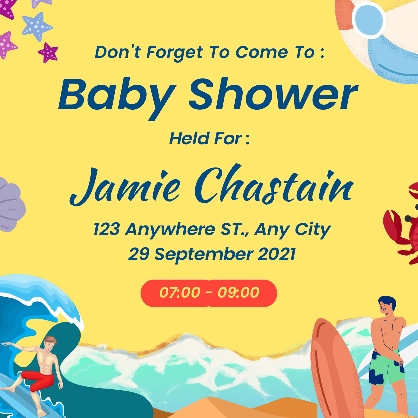 Don't Forget To Come To :
Baby Shower
Held For :
Jamie Chastain
123 Anywhere ST., Any City
29 September 2021
07:00 - 09:00